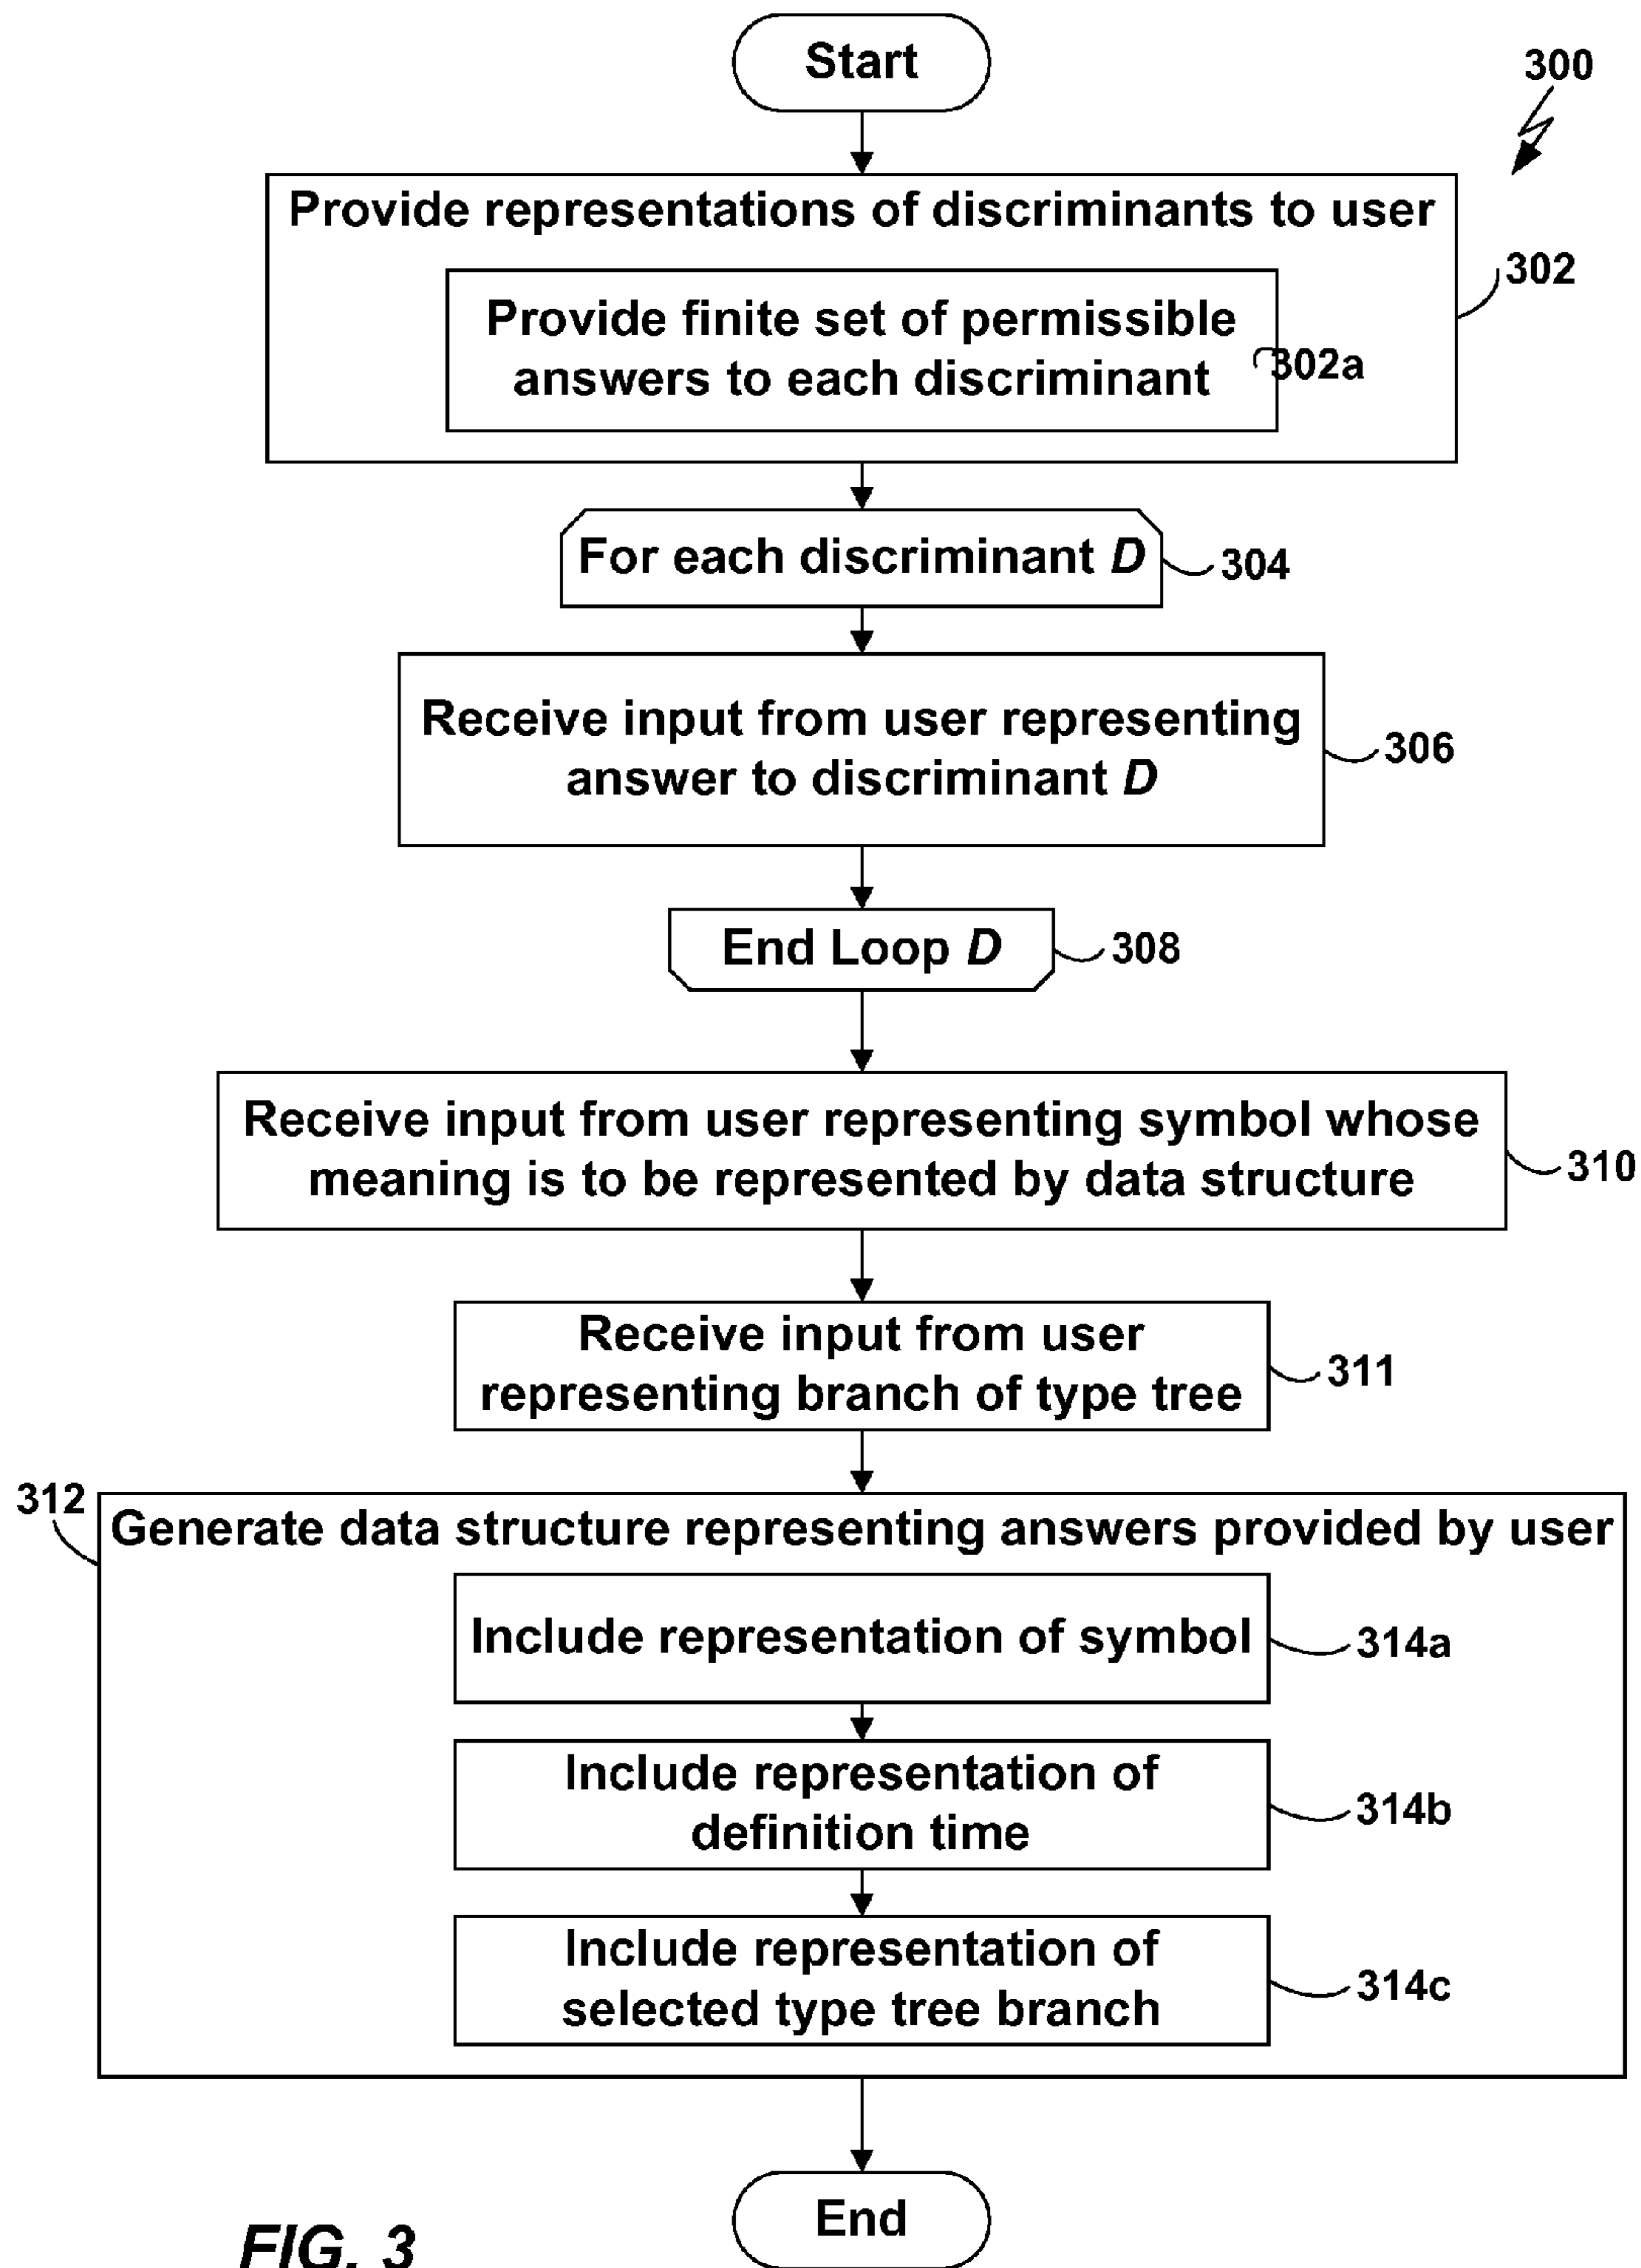 Start
300
Provide representations of discriminants to user
302
Provide finite set of permissible
answers to each discriminant
302a
For each discriminant D
304
Receive input from user representing
answer to discriminant D
306
End Loop D
308
Receive input from user representing symbol whose
meaning is to be represented by data structure
310
Receive input from user
representing branch of type tree
311
312
Generate data structure representing answers provided by user
Include representation of symbol
314a
Include representation of
definition time
314b
Include representation of
selected type tree branch
314c
End
FIG. 3